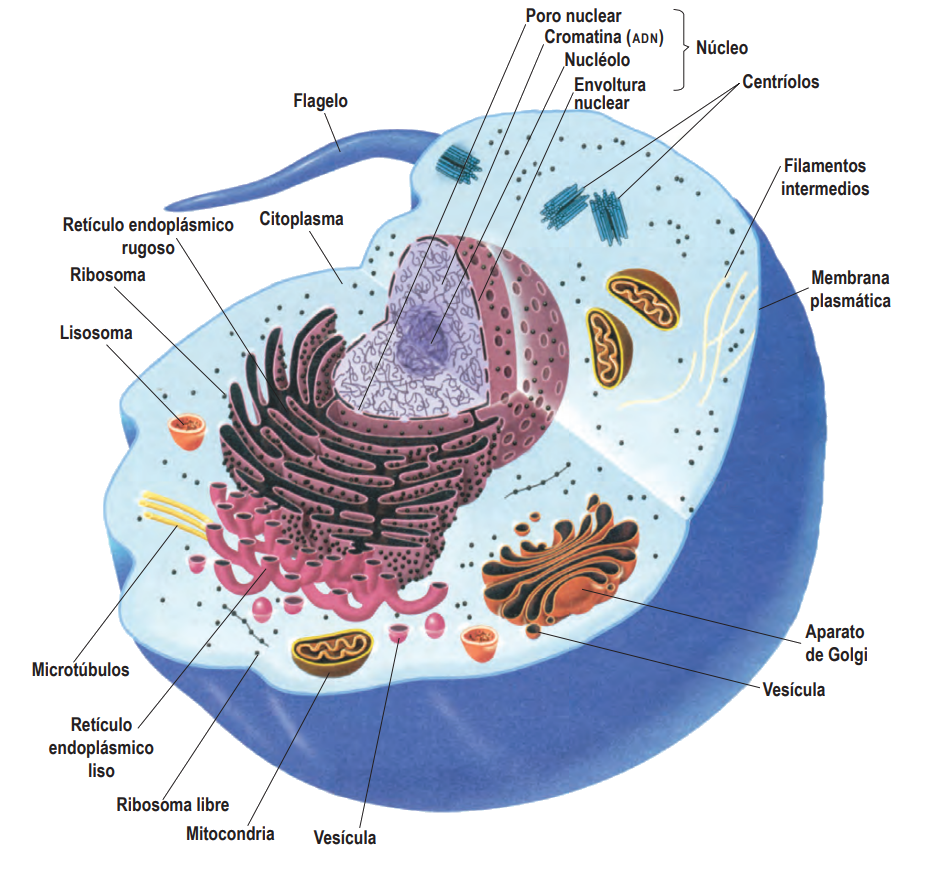 Poro nuclear
Cromatina (ADN)
Nucléolo
Envoltura
nuclear
Núcleo
Centríolos
Flagelo
Filamentos
intermedios
Retículo endoplásmico
rugoso
Citoplasma
Ribosoma
Membrana
plasmática
Lisosoma
Aparato
de Golgi
Microtúbulos
Vesícula
Retículo
endoplásmico
liso
Ribosoma libre
Mitocondria
Vesícula